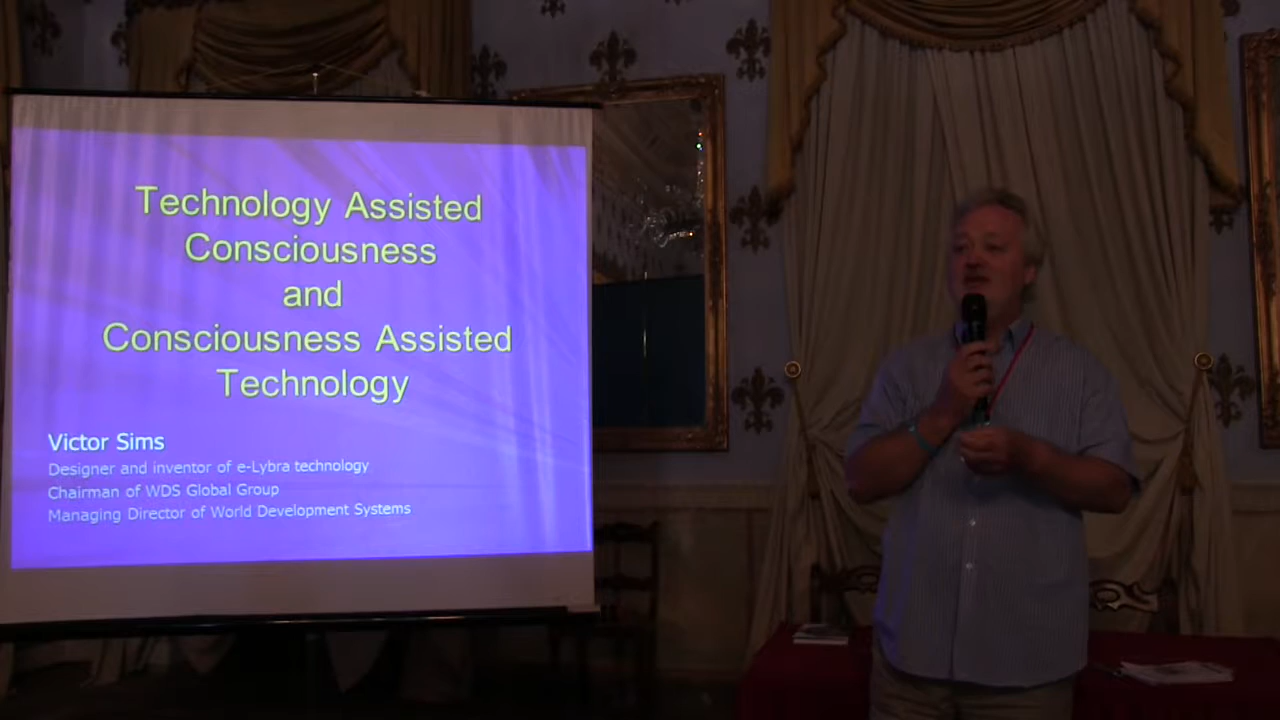 Technology Assisted
Consciousness
and
Consciousness Assisted
Technology
Victor Sims
Designer and inventor of e-Lybra technology
Chairman of WDS Global Group
Managing Director of World Development Systems